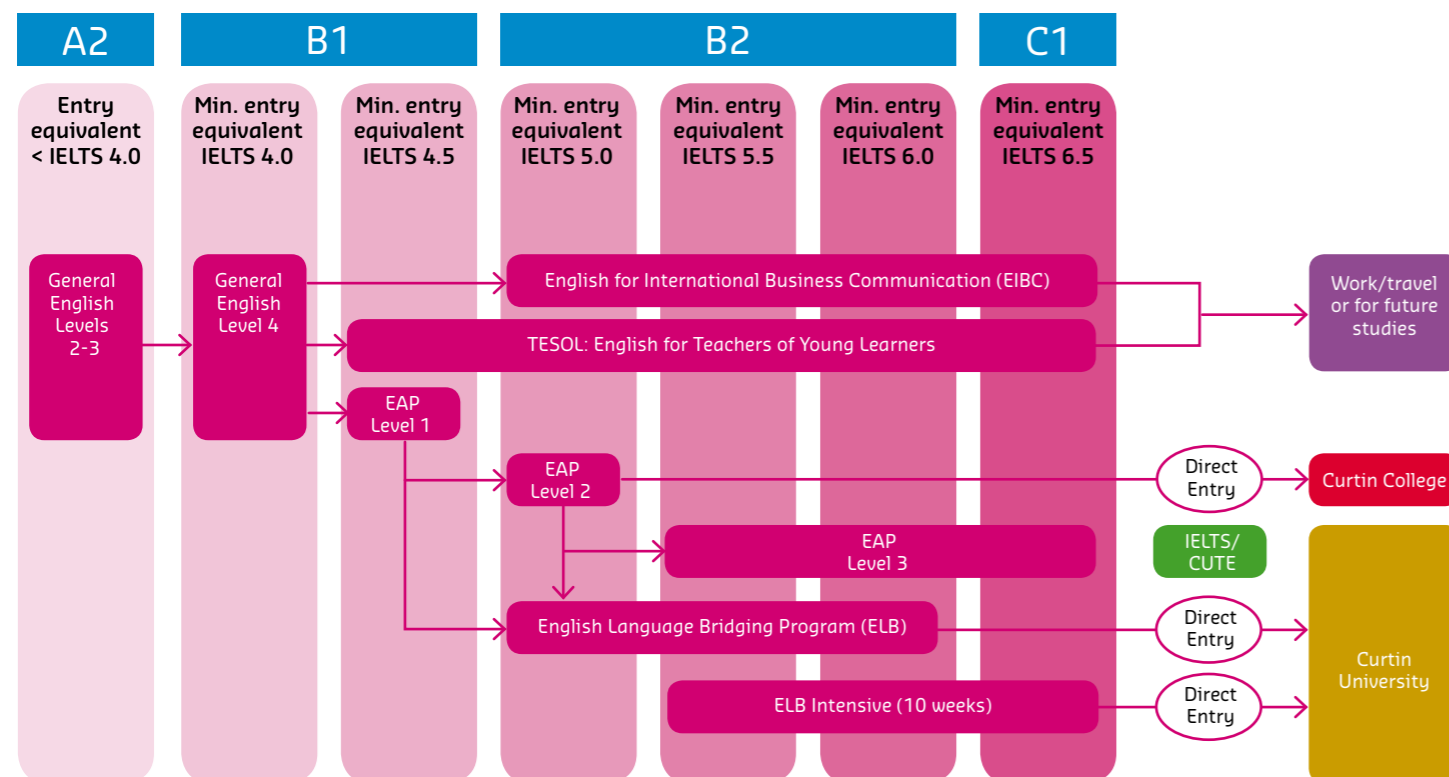 A2
B1
B2
C1
Entry
equivalent
< IELTS 4.0
Min. entry
equivalent
IELTS 4.0
Min. entry
equivalent
IELTS 4.5
Min. entry
equivalent
IELTS 5.0
Min. entry
equivalent
IELTS 5.5
Min. entry
equivalent
IELTS 6.0
Min. entry
equivalent
IELTS 6.5
General
English
Levels
2-3
General
English
Level 4
English for International Business Communication (EIBC)
Work/travel
or for future
studies
TESOL: English for Teachers of Young Learners
EAP
Level 1
EAP
Level 2
Direct
Entry
Curtin College
EAP
Level 3
IELTS/
CUTE
English Language Bridging Program (ELB)
Direct
Entry
Curtin
University
ELB Intensive (10 weeks)
Direct
Entry